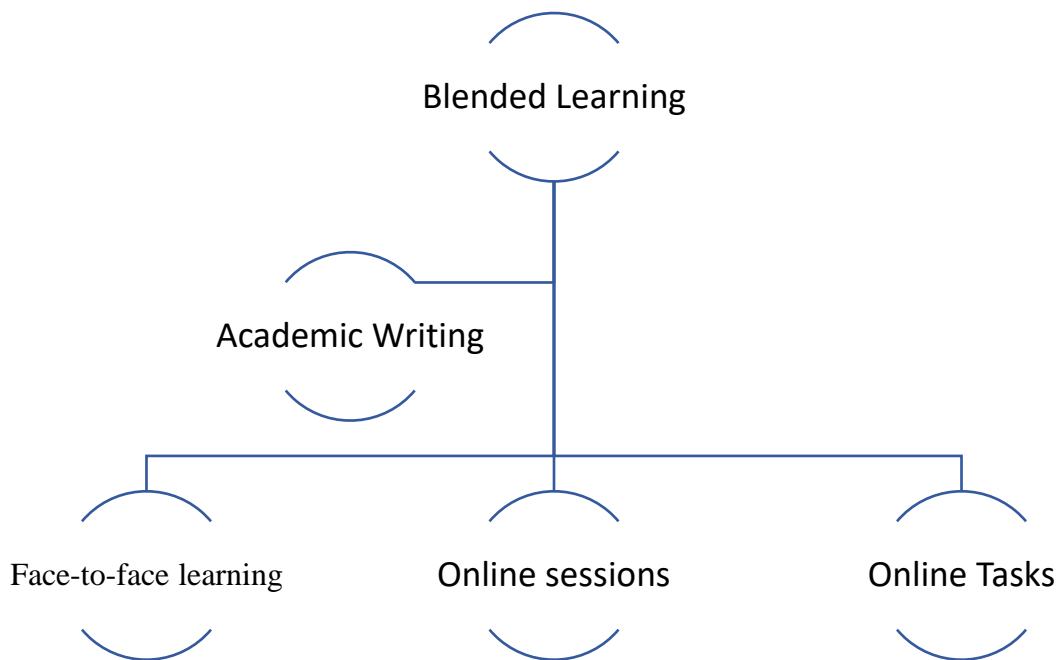 Blended Learning
Academic Writing
Face-to-face learning
Online sessions
Online Tasks